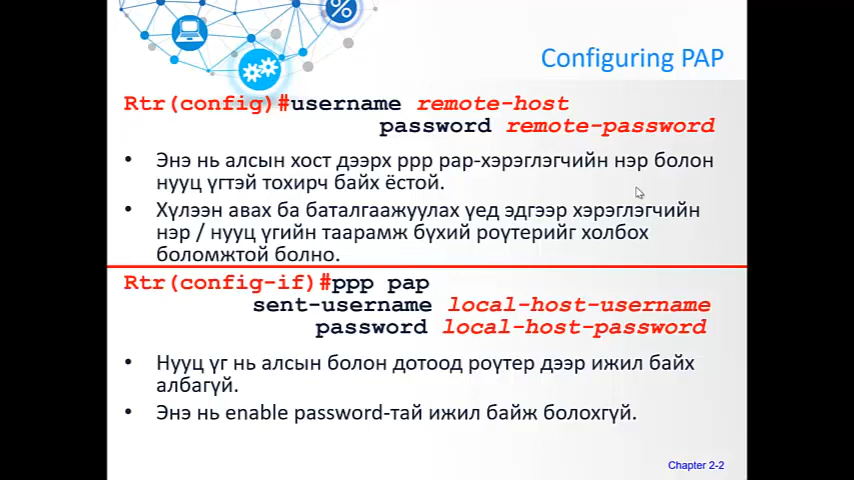 Configuring PAP
Rtr(config)#username remote-host
password remote-password
• Энэ нь алсын хост дээрх ppp pap-хэрэглэгчийн нэр болон
нууц үгтэй тохирч байх ёстой.
• Хүлээн авах ба баталгаажуулах үед эдгээр хэрэглэгчийн
нэр / нууц үгийн таарамж бүхий роүтерийг холбох
боломжтой болно.
Rtr(config-if)#ppp pap
sent-username local-host-username
password local-host-password
• Нууц үг нь алсын болон дотоод роүтер дээр ижил байх
албагүй.
• Энэ нь enable password-тай ижил байж болохгүй.
Chapter 2-2